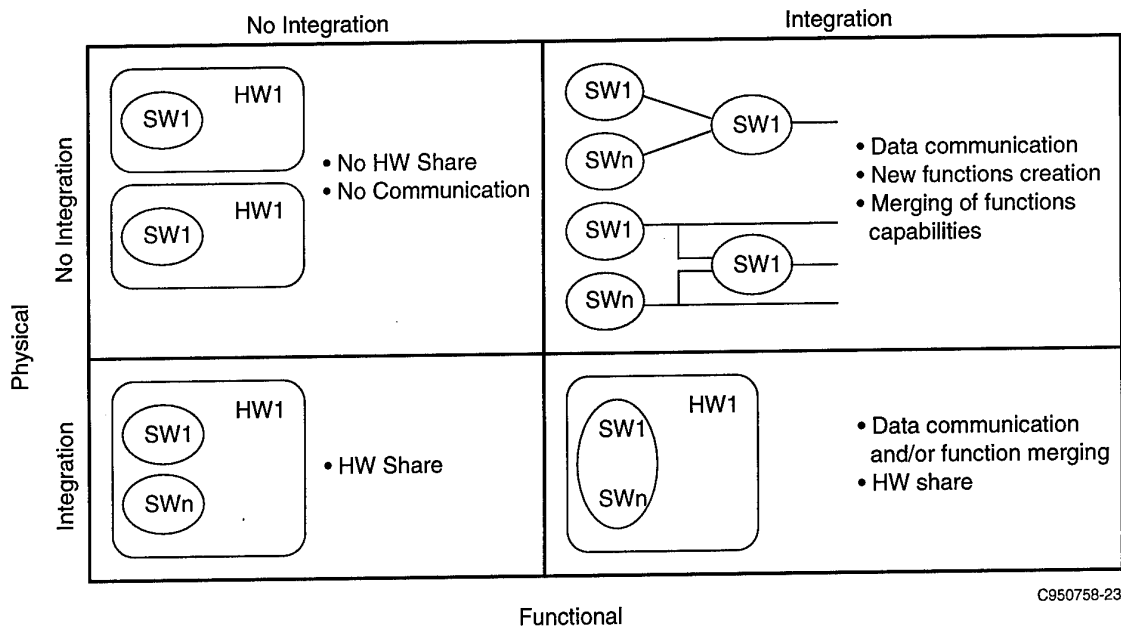 No Integration
Integration
Physical
No Integration
HW1
SW1
HW1
SW1
• No HW Share
• No Communication
SW1
SWn
SW1
SW1
SWn
SW1
• Data communication
• New functions creation
• Merging of functions
capabilities
Integration
HW1
SW1
SWn
• HW Share
HW1
SW1
SWn
• Data communication
and/or function merging
• HW share
C950758-23
Functional